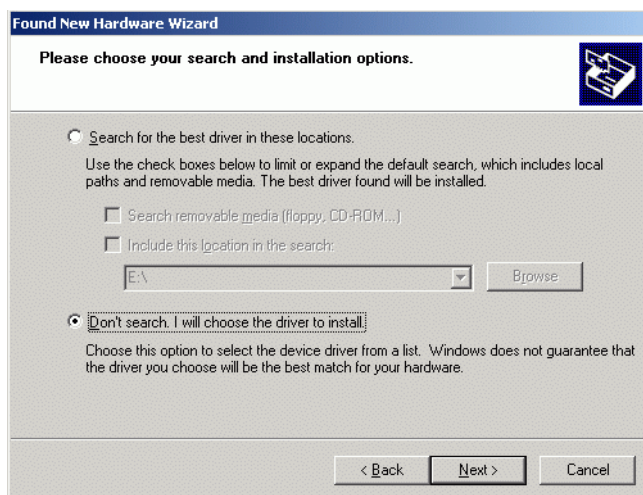 Found New Hardware Wizard
Please choose your search and installation options.
Search for the best driver in these locations.
Use the check boxes below to limit or expand the default search, which includes local
paths and removable media. The best driver found will be installed.
Search removable media (floppy, CD-ROM...)
Include this location in the search:
E:\
Browse
Don't search. I will choose the driver to install.
Choose this option to select the device driver from a list. Windows does not guarantee that
the driver you choose will be the best match for your hardware.
< Back
Next >
Cancel